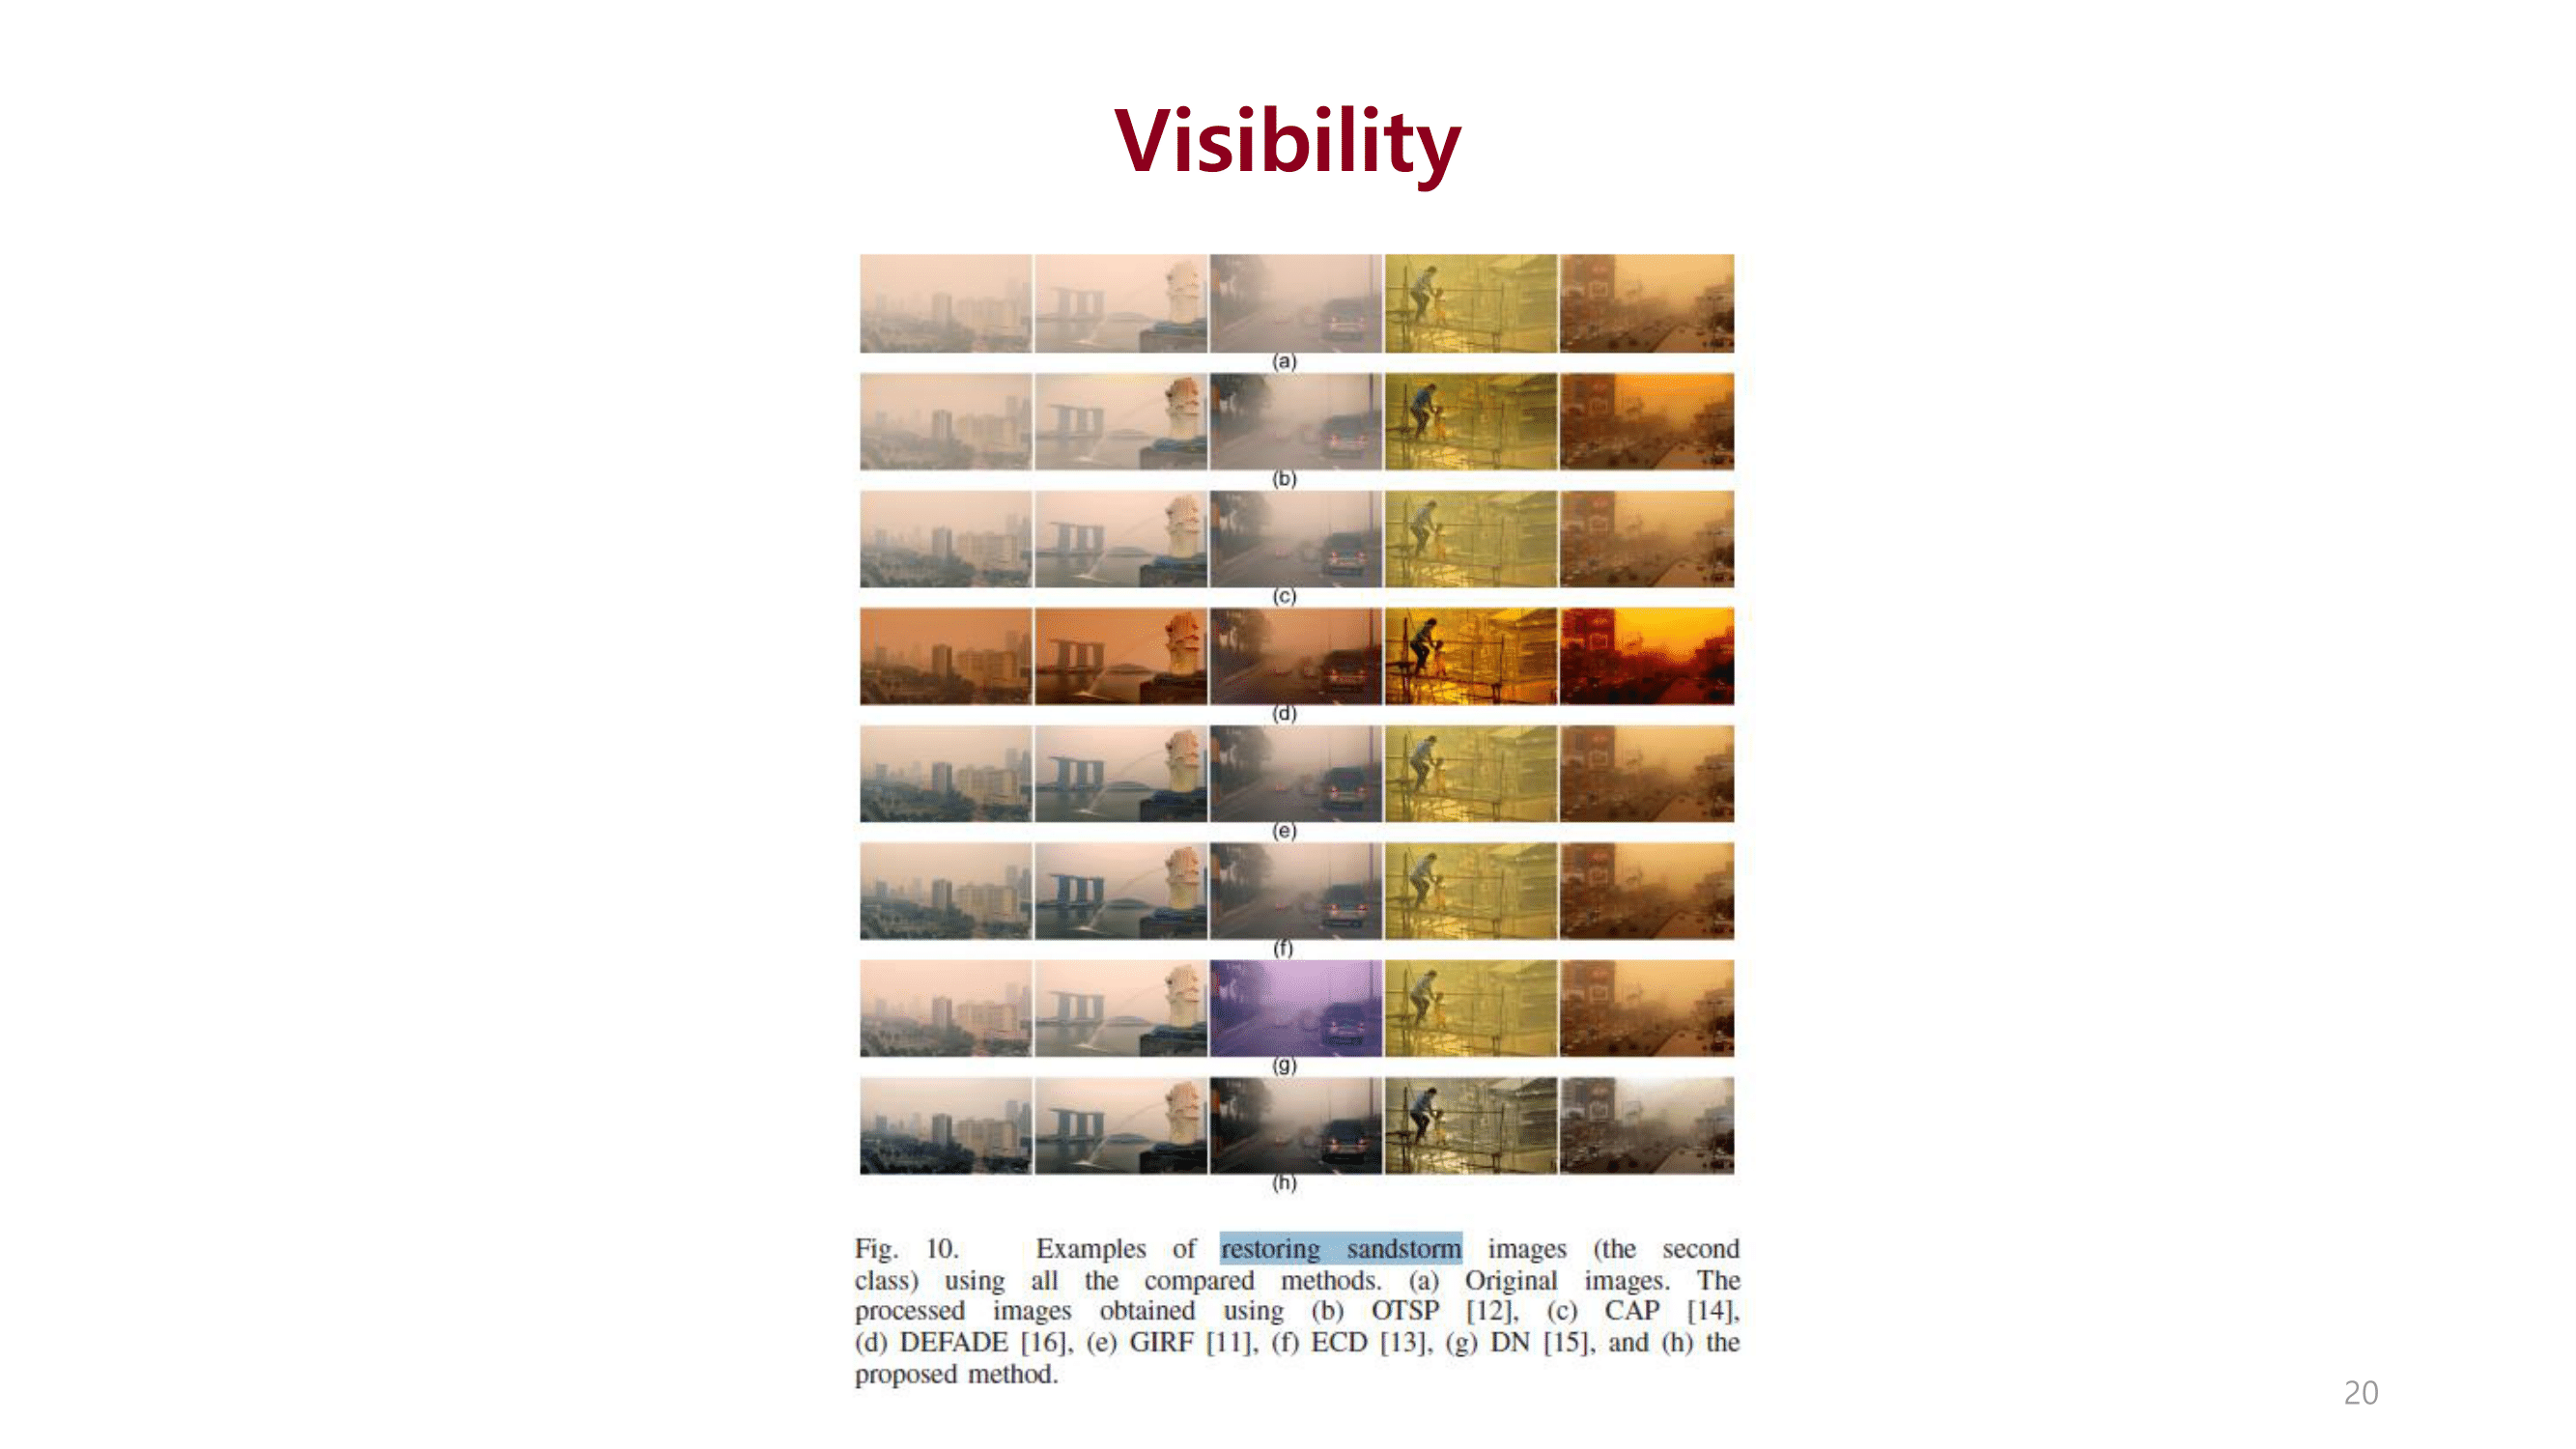 Visibility
(a)
(b)
(c)
(d)
(e)
(f)
(g)
(h)
Fig. 10. Examples of restoring sandstorm images (the second
class) using all the compared methods. (a) Original images. The
processed images obtained using (b) OTSP [12], (c) CAP [14],
(d) DEFADE [16], (e) GIRF [11], (f) ECD [13], (g) DN [15], and (h) the
proposed method.
20